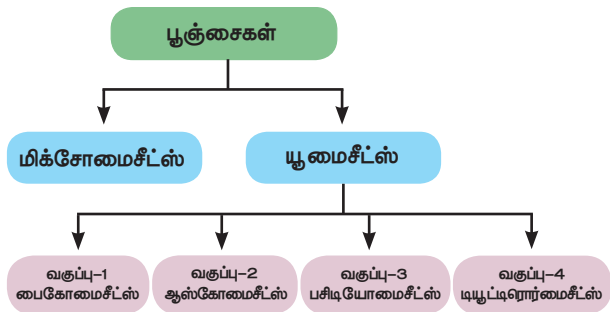 பூஞ்சைகள்
மிக்சோமைசீட்ஸ்
யூமைசீட்ஸ்
வகுப்பு-1
பைகோமைசீட்ஸ்
வகுப்பு-2
ஆஸ்கோமைசீட்ஸ்
வகுப்பு-3
பசிடியோமைசீட்ஸ்
வகுப்பு-4
டியூட்டிரொர்மைசீட்ஸ்